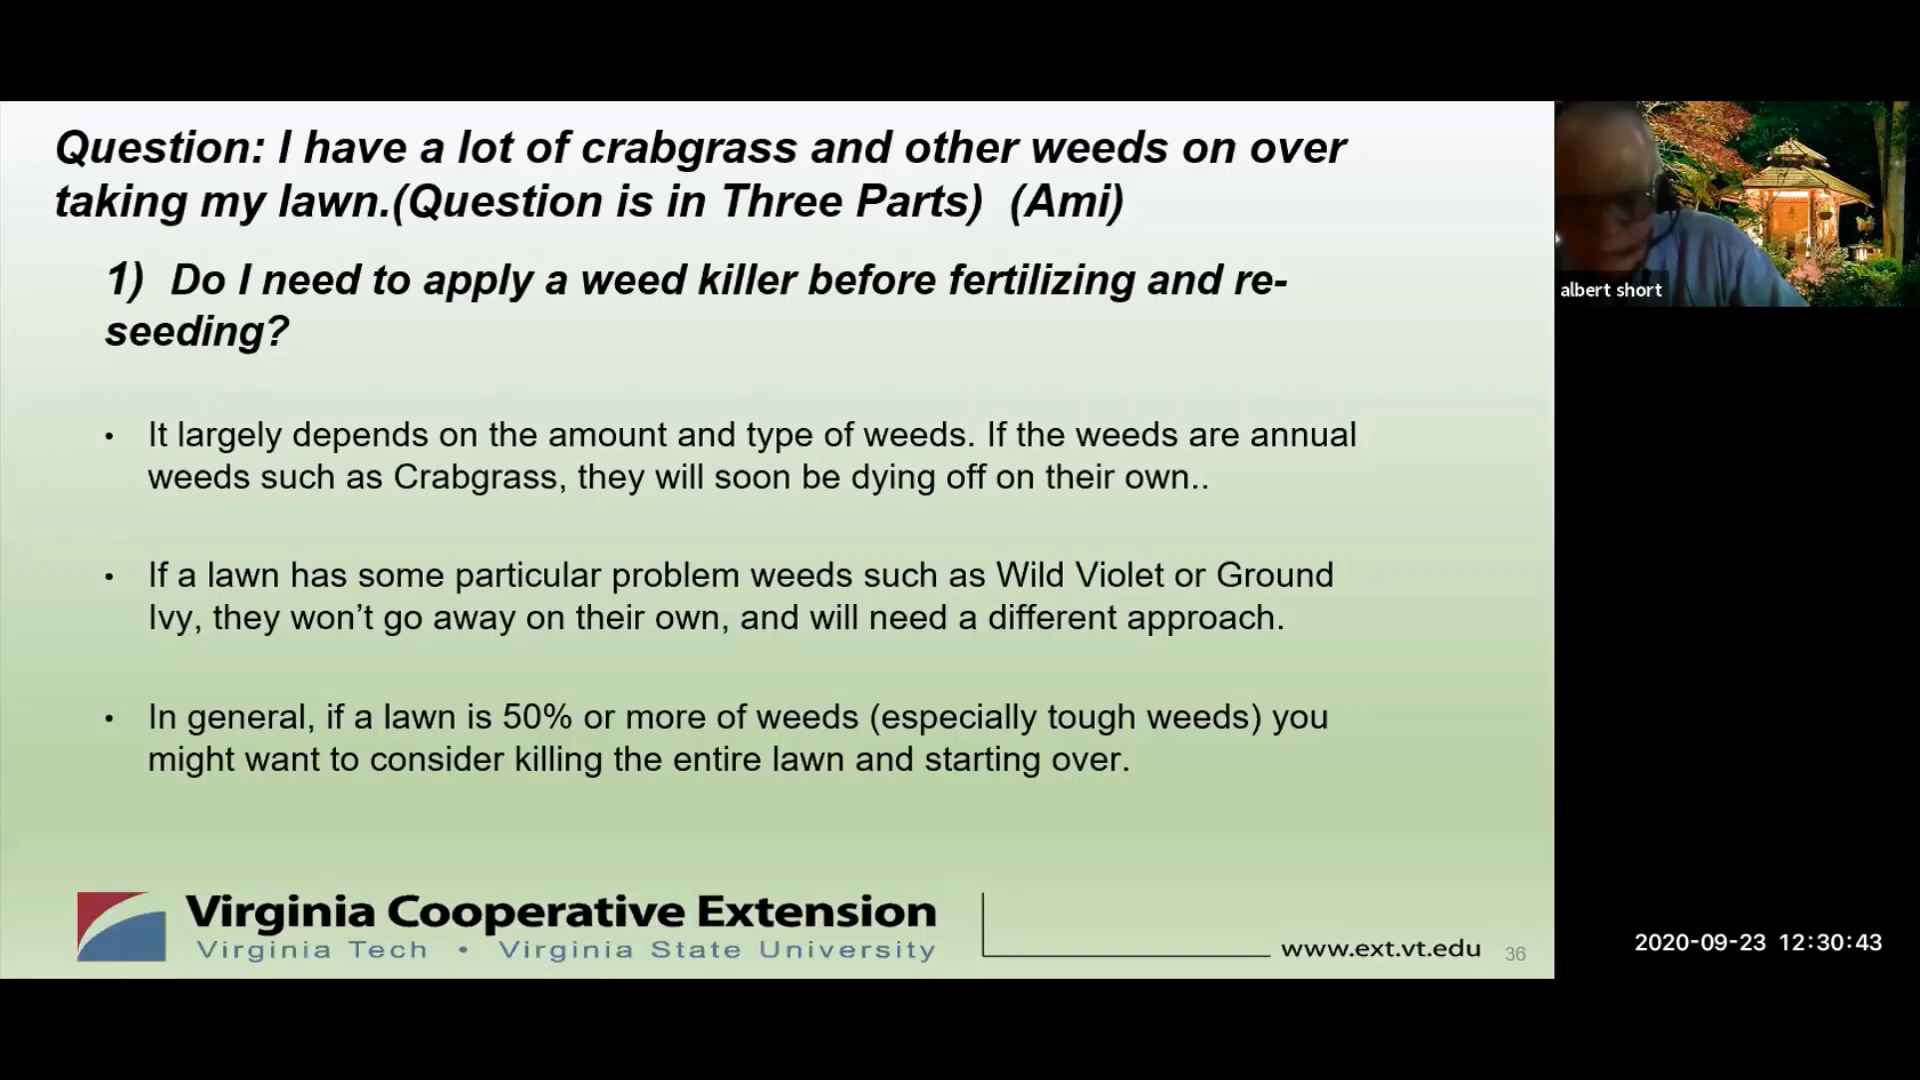 Question: I have a lot of crabgrass and other weeds on over
taking my lawn.(Question is in Three Parts) (Ami)
1) Do I need to apply a weed killer before fertilizing and re-
seeding?
• It largely depends on the amount and type of weeds. If the weeds are annual
weeds such as Crabgrass, they will soon be dying off on their own..
• If a lawn has some particular problem weeds such as Wild Violet or Ground
Ivy, they won’t go away on their own, and will need a different approach.
• In general, if a lawn is 50% or more of weeds (especially tough weeds) you
might want to consider killing the entire lawn and starting over.
Virginia Cooperative Extension
Virginia Tech • Virginia State University
www.ext.vt.edu
36
albert short
2020-09-23 12:30:43